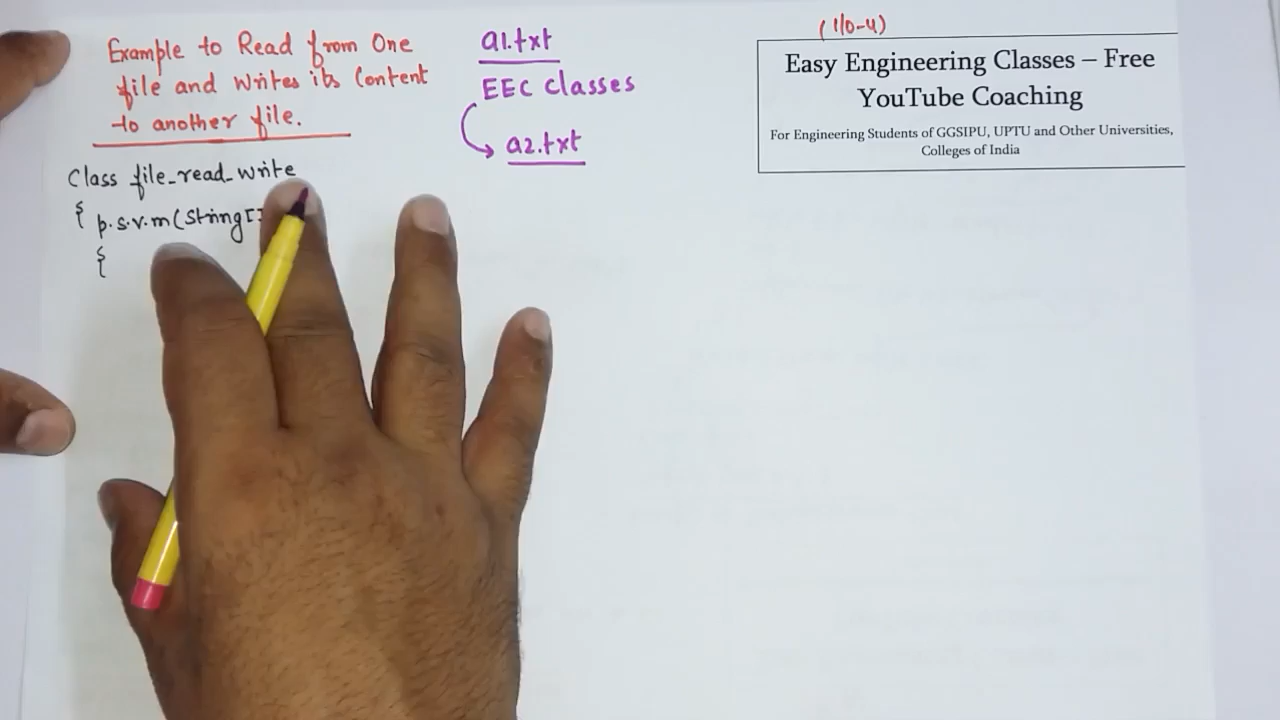 Example to Read from One
file and writes its Content
to another file.
a1.txt
EEC Classes
a2.txt
(I/O-4)
Easy Engineering Classes – Free
YouTube Coaching
For Engineering Students of GGSIPU, UPTU and Other Universities,
Colleges of India
Class file_read_write
{ p.s.v.m(String[]
{